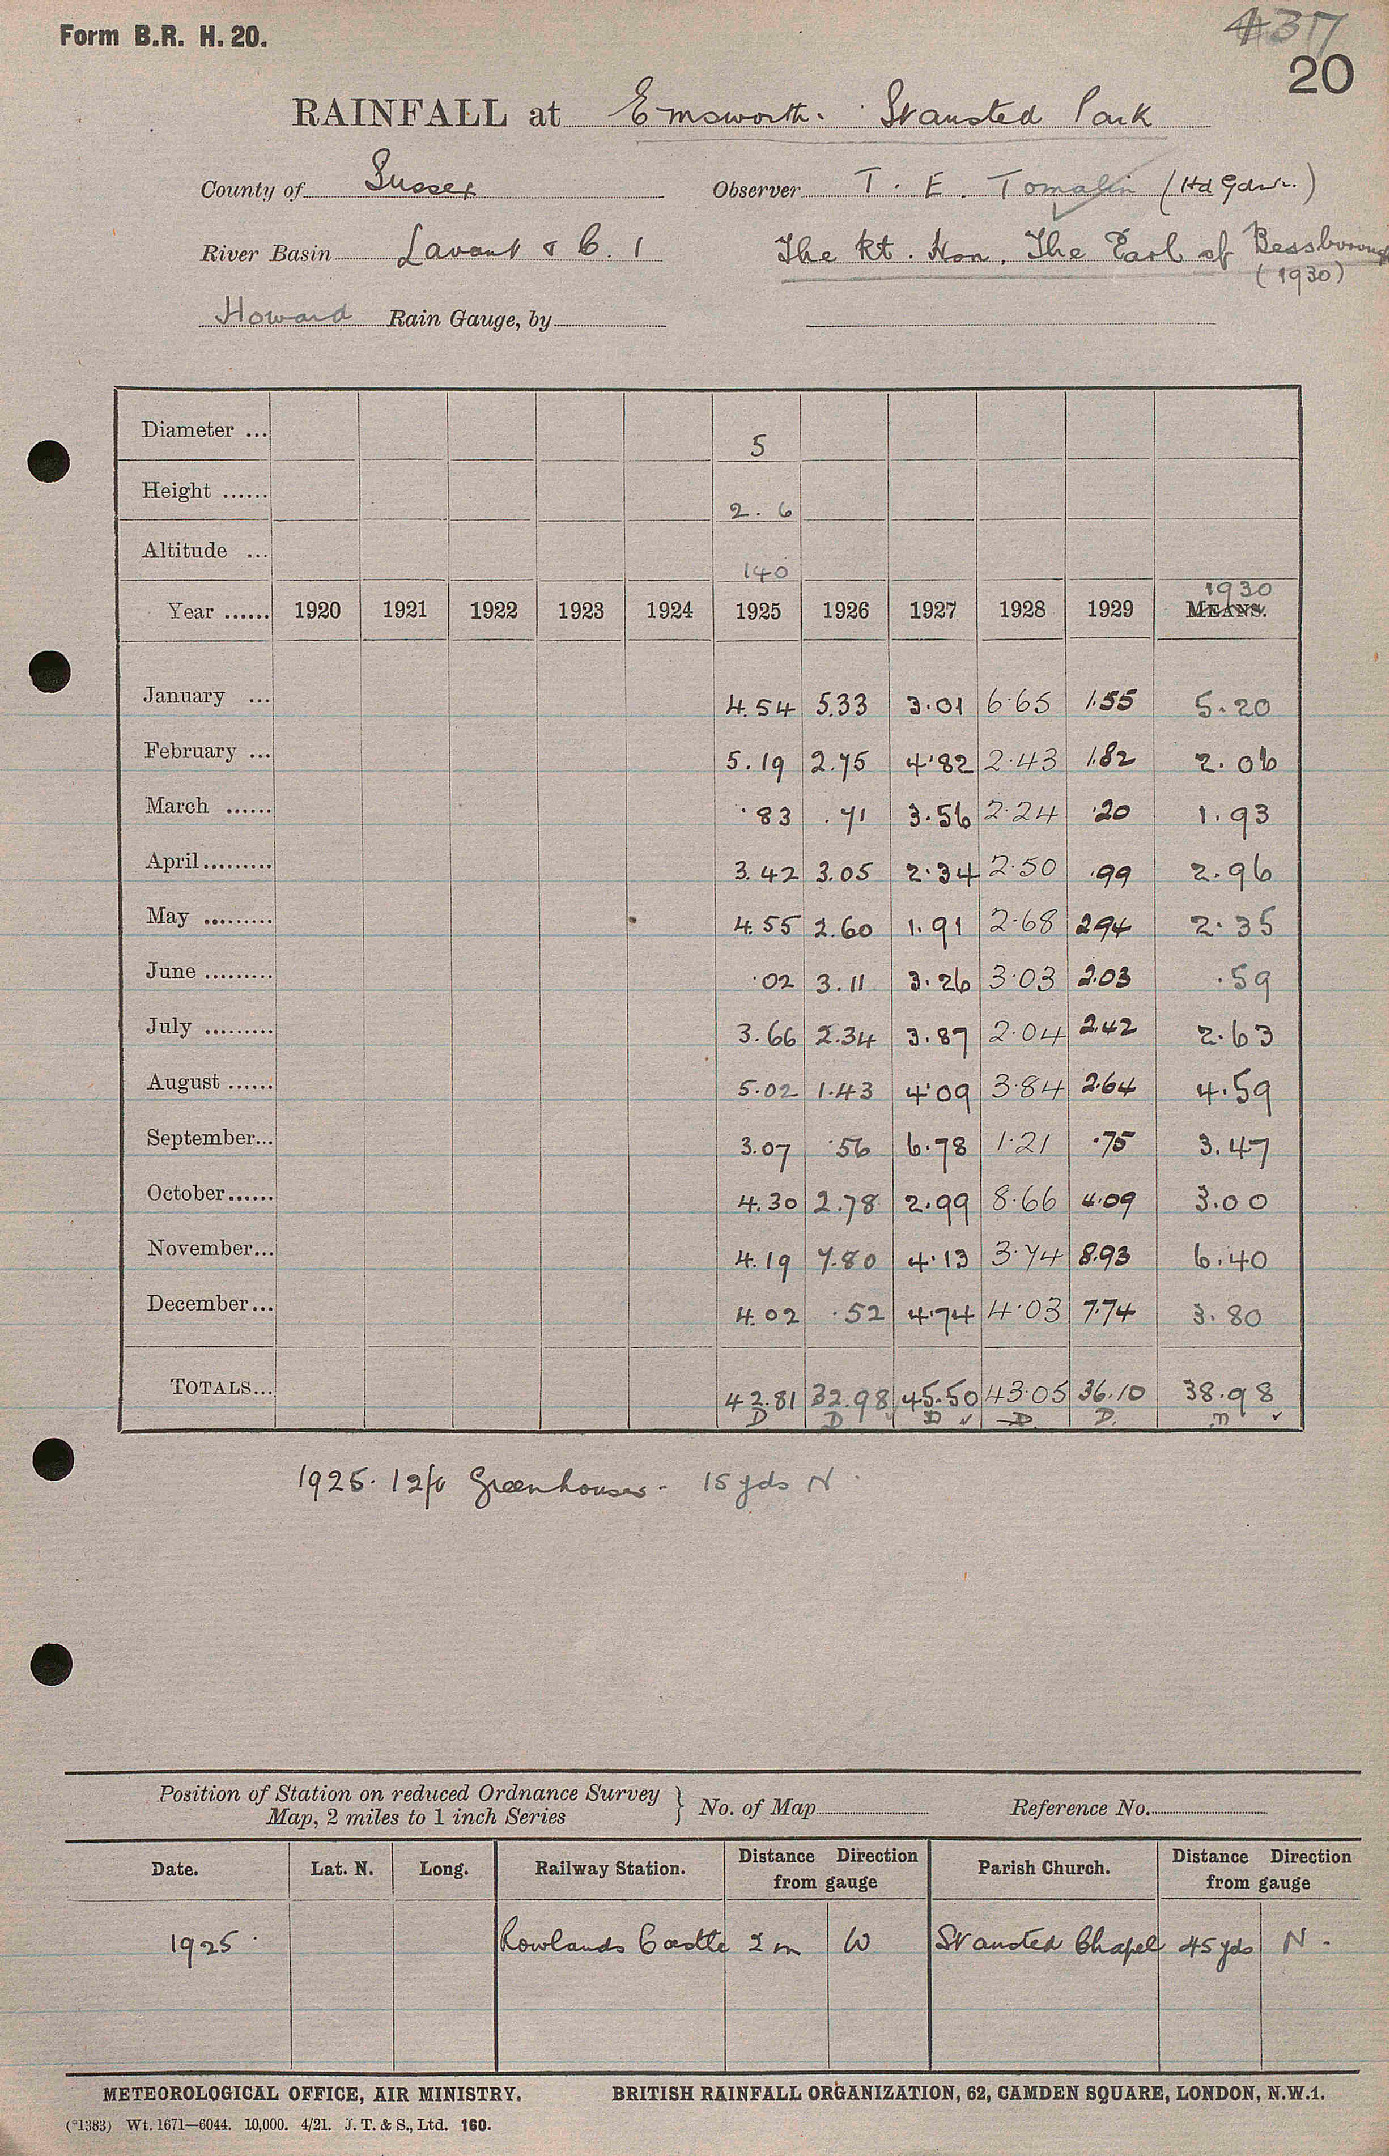 Form B.R. H. 20.
437
20
RAINFALL at Emsworth. Stansted Park
County of Sussex Observer T. E. Tomalin (Hd Gdnr.)
River Basin Lavant & C. 1 The Rt. Hon. The Earl of Bessborough
(1930)
Howard Rain Gauge, by
Diameter ... 5
Height ...... 2. 6
Altitude ... 140
1930
Year ...... 1920 1921 1922 1923 1924 1925 1926 1927 1928 1929 MEANS.
January ... 4.54 5.33 3.01 6.65 1.55 5.20
February ... 5.19 2.75 4.82 2.43 1.82 2.06
March ...... .83 .71 3.56 2.24 .20 1.93
April ......... 3.42 3.05 2.34 2.50 .99 2.96
May ......... 4.55 2.60 1.91 2.68 2.94 2.35
June ......... .02 3.11 3.26 3.03 2.03 .59
July ......... 3.66 2.34 3.87 2.04 2.42 2.63
August ...... 5.02 1.43 4.09 3.84 2.64 4.59
September... 3.07 .56 6.78 1.21 .75 3.47
October...... 4.30 2.78 2.99 8.66 4.09 3.00
November... 4.19 7.80 4.13 3.74 8.93 6.40
December... 4.02 .52 4.74 4.03 7.74 3.80
TOTALS... 42.81 32.98 45.50 43.05 36.10 38.98
D D D D D.
1925. 12ft Greenhouses. 15 yds N.
Position of Station on reduced Ordnance Survey
Map, 2 miles to 1 inch Series } No. of Map Reference No.
Date. Lat. N. Long. Railway Station. Distance Direction from gauge Parish Church. Distance Direction from gauge
1925. Rowlands Castle 2 m W Stansted Chapel 45 yds N.
METEOROLOGICAL OFFICE, AIR MINISTRY. BRITISH RAINFALL ORGANIZATION, 62, CAMDEN SQUARE, LONDON, N.W.1.
(*1383) Wt. 1671—6044. 10,000. 4/21. J. T. & S., Ltd. 160.